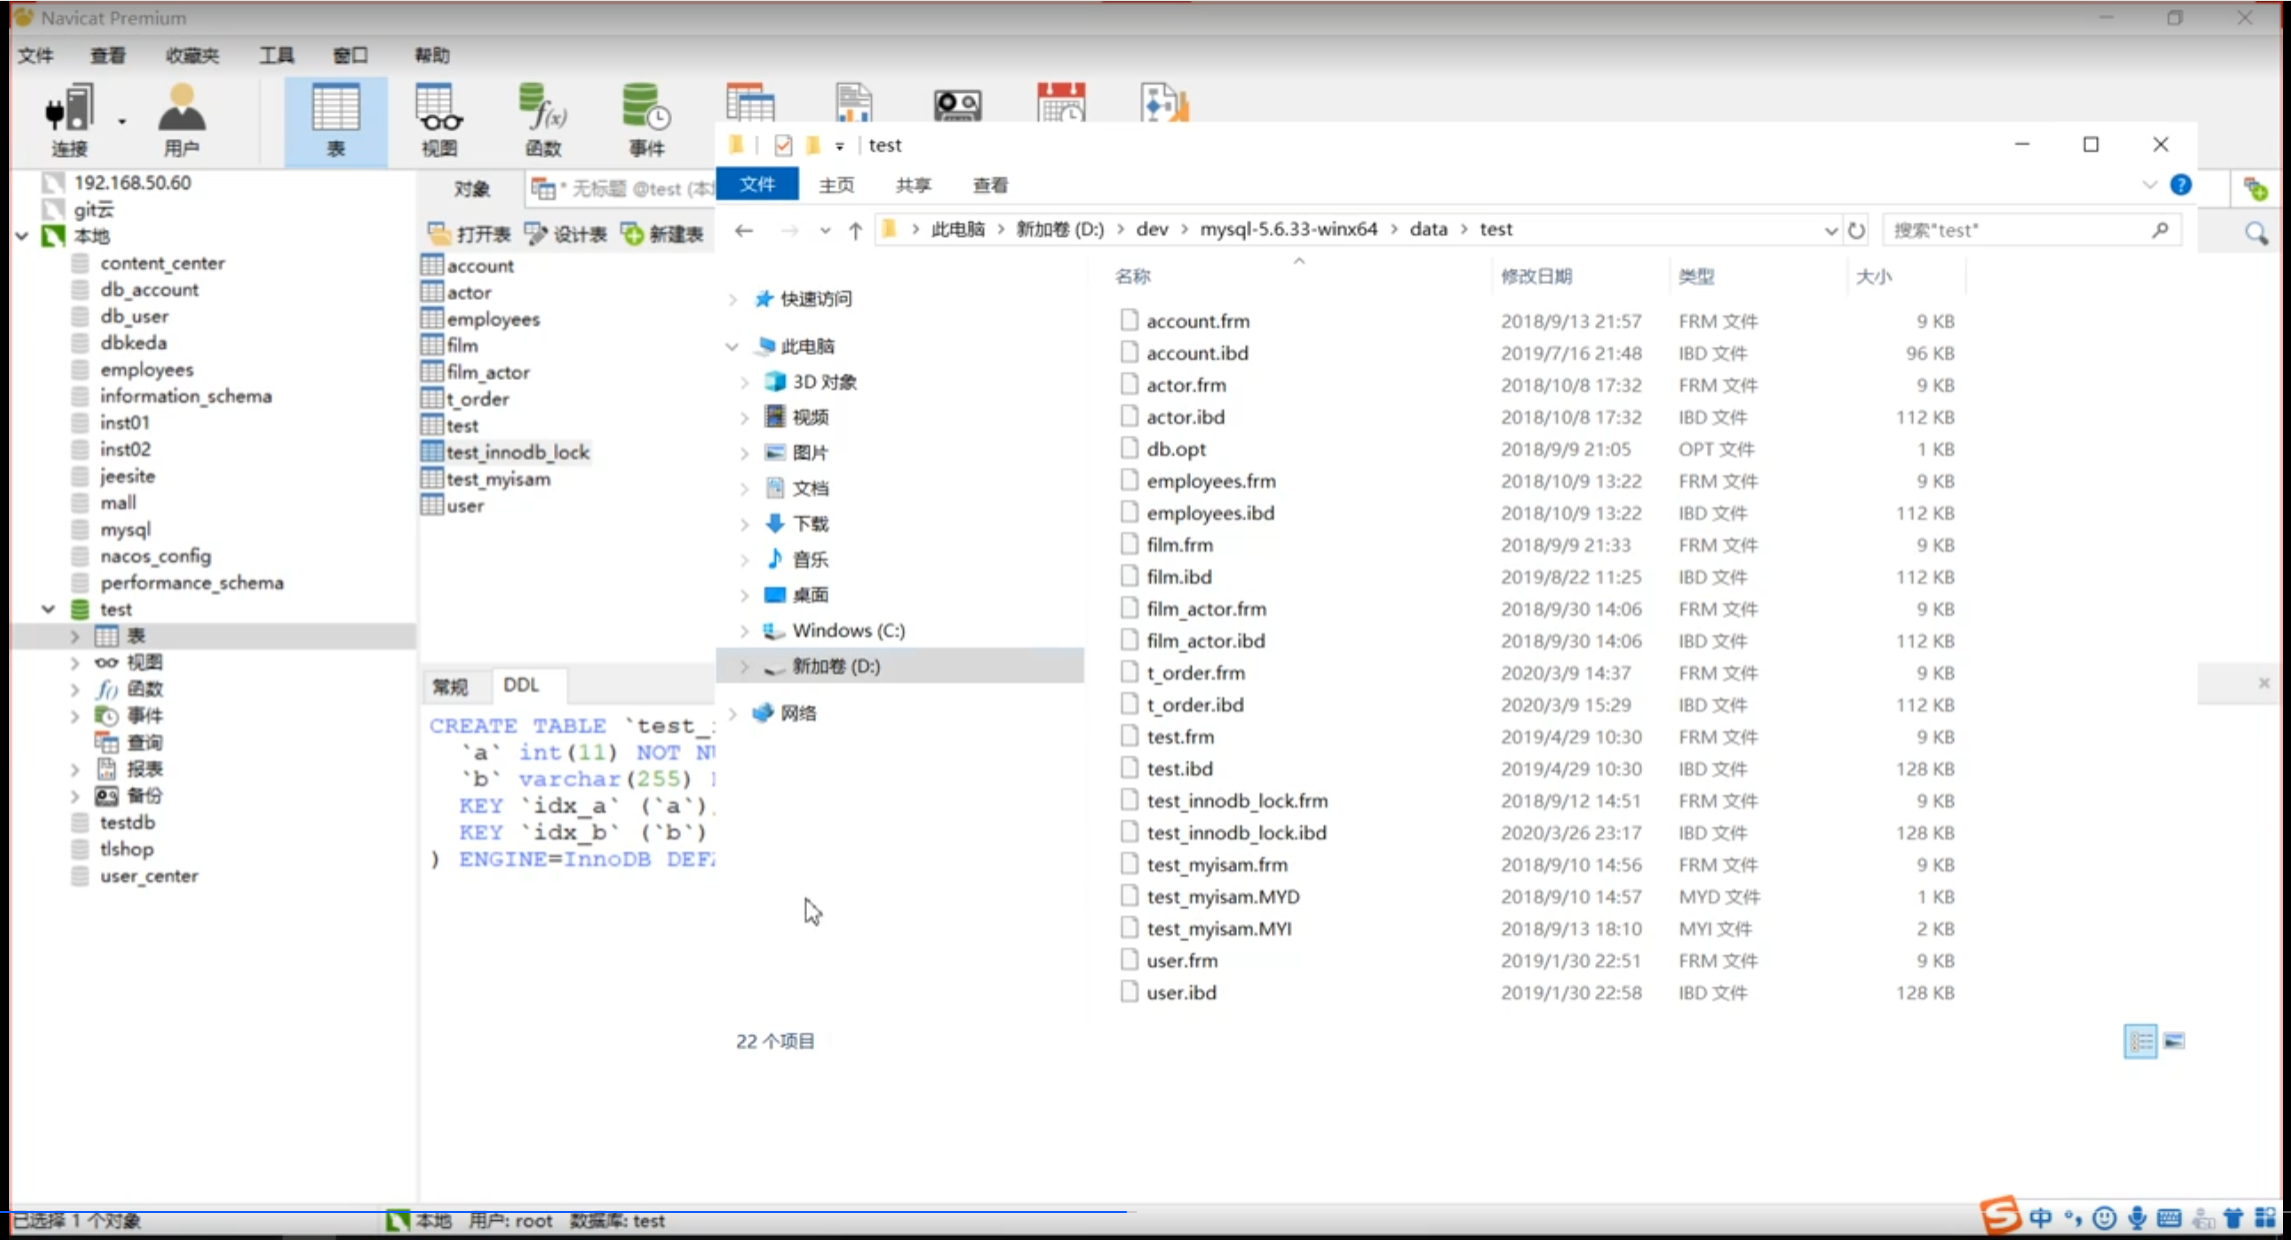 Navicat Premium
文件 查看 收藏夹 工具 窗口 帮助
连接 用户 表 视图 函数 事件
192.168.50.60
git云
本地
content_center
db_account
db_user
dbkeda
employees
information_schema
inst01
inst02
jeesite
mall
mysql
nacos_config
performance_schema
test
表
视图
函数
事件
查询
报表
备份
testdb
tlshop
user_center
对象 * 无标题 @test (本
打开表 设计表 新建表
account
actor
employees
film
film_actor
t_order
test
test_innodb_lock
test_myisam
user
常规 DDL
CREATE TABLE `test_
`a` int(11) NOT NU
`b` varchar(255)
KEY `idx_a` (`a`),
KEY `idx_b` (`b`)
) ENGINE=InnoDB DEFA
test
文件 主页 共享 查看
此电脑 > 新加卷 (D:) > dev > mysql-5.6.33-winx64 > data > test
搜索"test"
快速访问
此电脑
3D 对象
视频
图片
文档
下载
音乐
桌面
Windows (C:)
新加卷 (D:)
网络
名称 修改日期 类型 大小
account.frm 2018/9/13 21:57 FRM 文件 9 KB
account.ibd 2019/7/16 21:48 IBD 文件 96 KB
actor.frm 2018/10/8 17:32 FRM 文件 9 KB
actor.ibd 2018/10/8 17:32 IBD 文件 112 KB
db.opt 2018/9/9 21:05 OPT 文件 1 KB
employees.frm 2018/10/9 13:22 FRM 文件 9 KB
employees.ibd 2018/10/9 13:22 IBD 文件 112 KB
film.frm 2018/9/9 21:33 FRM 文件 9 KB
film.ibd 2019/8/22 11:25 IBD 文件 112 KB
film_actor.frm 2018/9/30 14:06 FRM 文件 9 KB
film_actor.ibd 2018/9/30 14:06 IBD 文件 112 KB
t_order.frm 2020/3/9 14:37 FRM 文件 9 KB
t_order.ibd 2020/3/9 15:29 IBD 文件 112 KB
test.frm 2019/4/29 10:30 FRM 文件 9 KB
test.ibd 2019/4/29 10:30 IBD 文件 128 KB
test_innodb_lock.frm 2018/9/12 14:51 FRM 文件 9 KB
test_innodb_lock.ibd 2020/3/26 23:17 IBD 文件 128 KB
test_myisam.frm 2018/9/10 14:56 FRM 文件 9 KB
test_myisam.MYD 2018/9/10 14:57 MYD 文件 1 KB
test_myisam.MYI 2018/9/13 18:10 MYI 文件 2 KB
user.frm 2019/1/30 22:51 FRM 文件 9 KB
user.ibd 2019/1/30 22:58 IBD 文件 128 KB
22 个项目
已选择 1 个对象 本地 用户: root 数据库: test
中